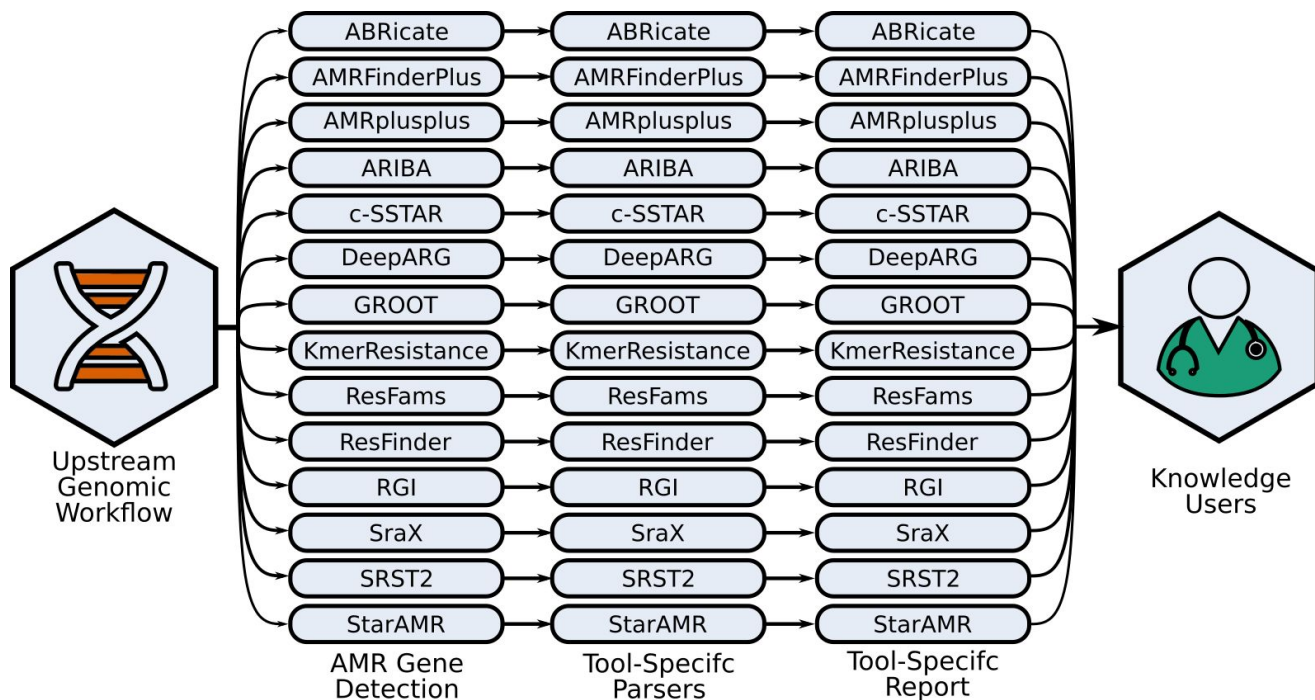 ABRicate ABRicate ABRicate
AMRFinderPlus AMRFinderPlus AMRFinderPlus
AMRplusplus AMRplusplus AMRplusplus
ARIBA ARIBA ARIBA
c-SSTAR c-SSTAR c-SSTAR
DeepARG DeepARG DeepARG
GROOT GROOT GROOT
KmerResistance KmerResistance KmerResistance
ResFams ResFams ResFams
ResFinder ResFinder ResFinder
RGI RGI RGI
SraX SraX SraX
SRST2 SRST2 SRST2
StarAMR StarAMR StarAMR
Upstream
Genomic
Workflow
AMR Gene
Detection
Tool-Specifc
Parsers
Tool-Specifc
Report
Knowledge
Users